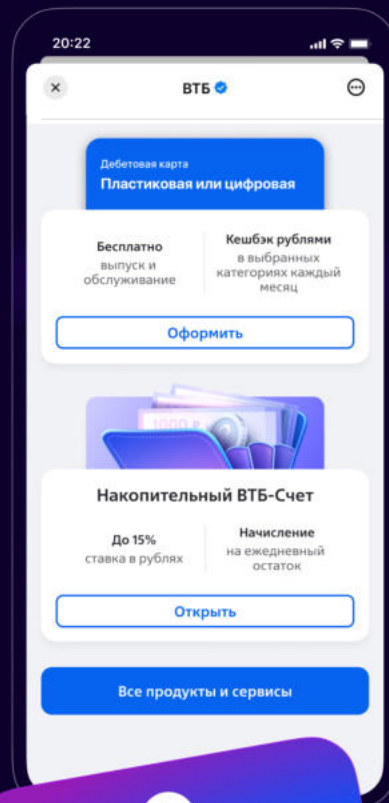 20:22
ВТБ
Дебетовая карта
Пластиковая или цифровая
Бесплатно
выпуск и
обслуживание
Кешбэк рублями
в выбранных
категориях каждый
месяц
Оформить
1000 ₽
Накопительный ВТБ-Счет
До 15%
ставка в рублях
Начисление
на ежедневный
остаток
Открыть
Все продукты и сервисы